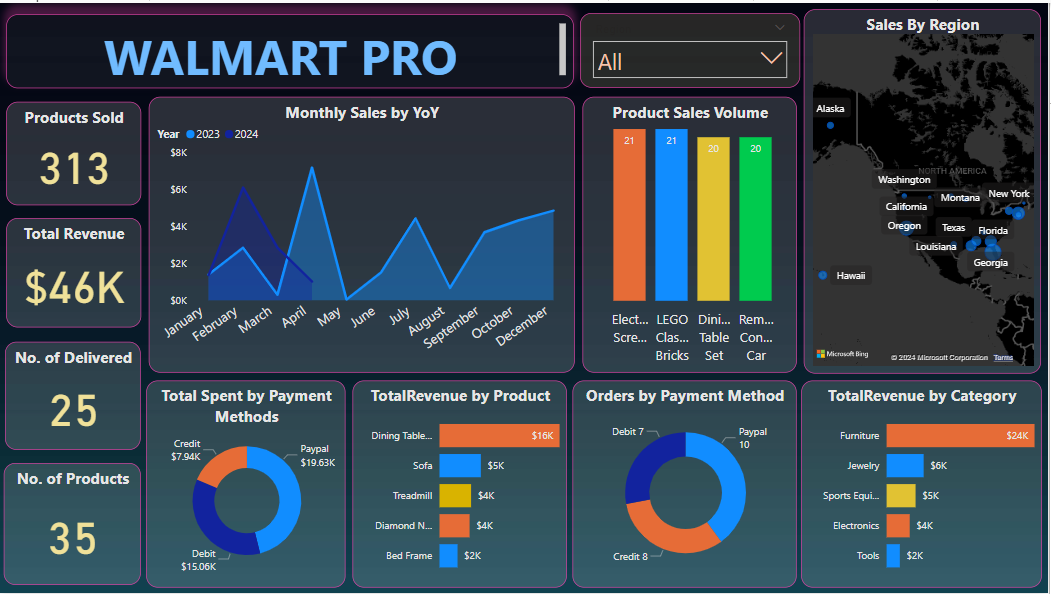 WALMART PRO
All
Sales By Region
Alaska
NORTH AMERICA
Washington
Montana
New York
California
Oregon
Texas
Florida
Louisiana
Georgia
Hawaii
Microsoft Bing
© 2024 Microsoft Corporation Terms
Products Sold
313
Total Revenue
$46K
No. of Delivered
25
No. of Products
35
Monthly Sales by YoY
Year 2023 2024
$8K
$6K
$4K
$2K
$0K
January
February
March
April
May
June
July
August
September
October
December
Product Sales Volume
21 21 20 20
Elect... LEGO Dini... Rem...
Scre... Clas... Table Con...
Bricks Set Car
Total Spent by Payment
Methods
Credit
$7.94K
Paypal
$19.63K
Debit
$15.06K
TotalRevenue by Product
Dining Table... $16K
Sofa $5K
Treadmill $4K
Diamond N... $4K
Bed Frame $2K
Orders by Payment Method
Debit 7
Paypal
10
Credit 8
TotalRevenue by Category
Furniture $24K
Jewelry $6K
Sports Equi... $5K
Electronics $4K
Tools $2K